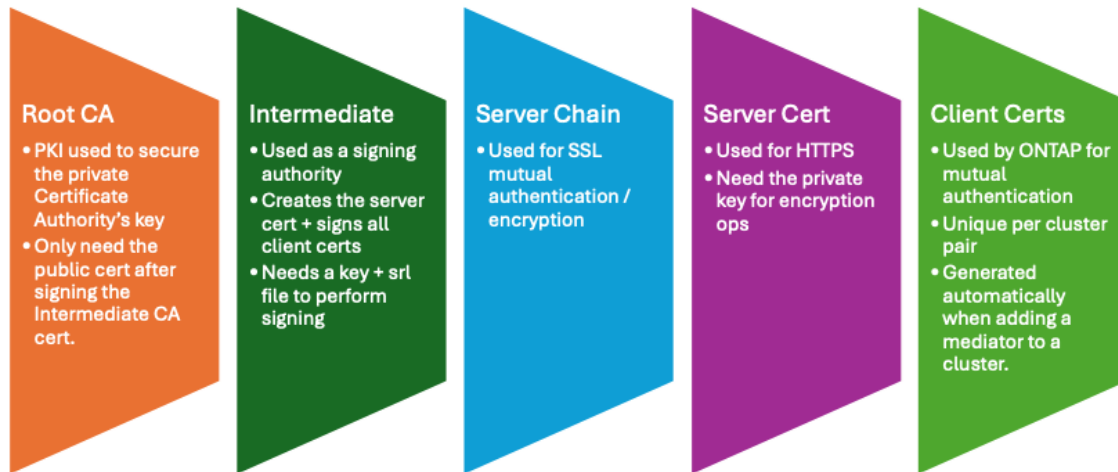 Root CA
• PKI used to secure
the private
Certificate
Authority's key
• Only need the
public cert after
signing the
Intermediate CA
cert.
Intermediate
• Used as a signing
authority
• Creates the server
cert + signs all
client certs
• Needs a key + srl
file to perform
signing
Server Chain
• Used for SSL
mutual
authentication /
encryption
Server Cert
• Used for HTTPS
• Need the private
key for encryption
ops
Client Certs
• Used by ONTAP for
mutual
authentication
• Unique per cluster
pair
• Generated
automatically
when adding a
mediator to a
cluster.